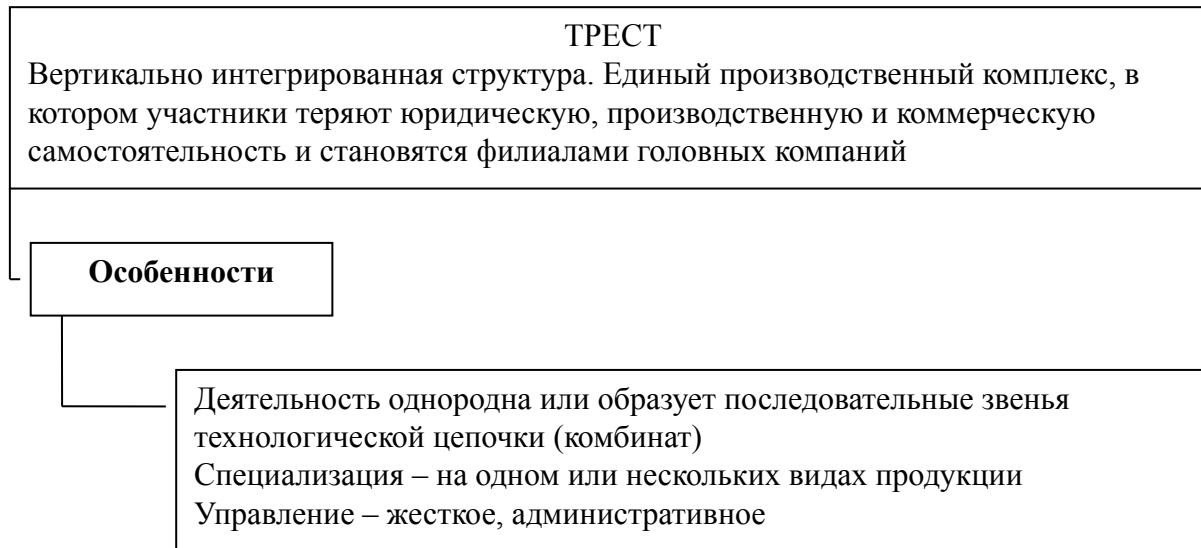 ТРЕСТ
Вертикально интегрированная структура. Единый производственный комплекс, в
котором участники теряют юридическую, производственную и коммерческую
самостоятельность и становятся филиалами головных компаний
Особенности
Деятельность однородна или образует последовательные звенья
технологической цепочки (комбинат)
Специализация – на одном или нескольких видах продукции
Управление – жесткое, административное